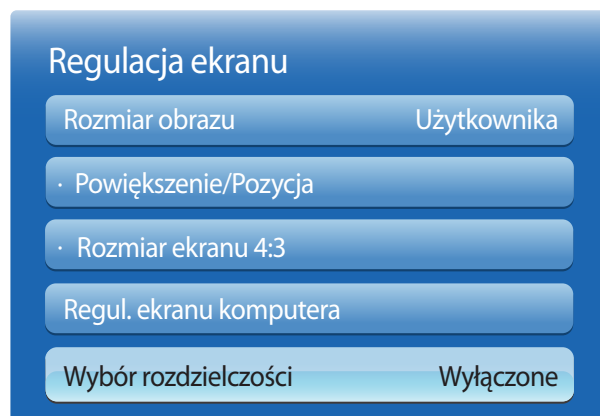 Regulacja ekranu
Rozmiar obrazu Użytkownika
· Powiększenie/Pozycja
· Rozmiar ekranu 4:3
Regul. ekranu komputera
Wybór rozdzielczości Wyłączone